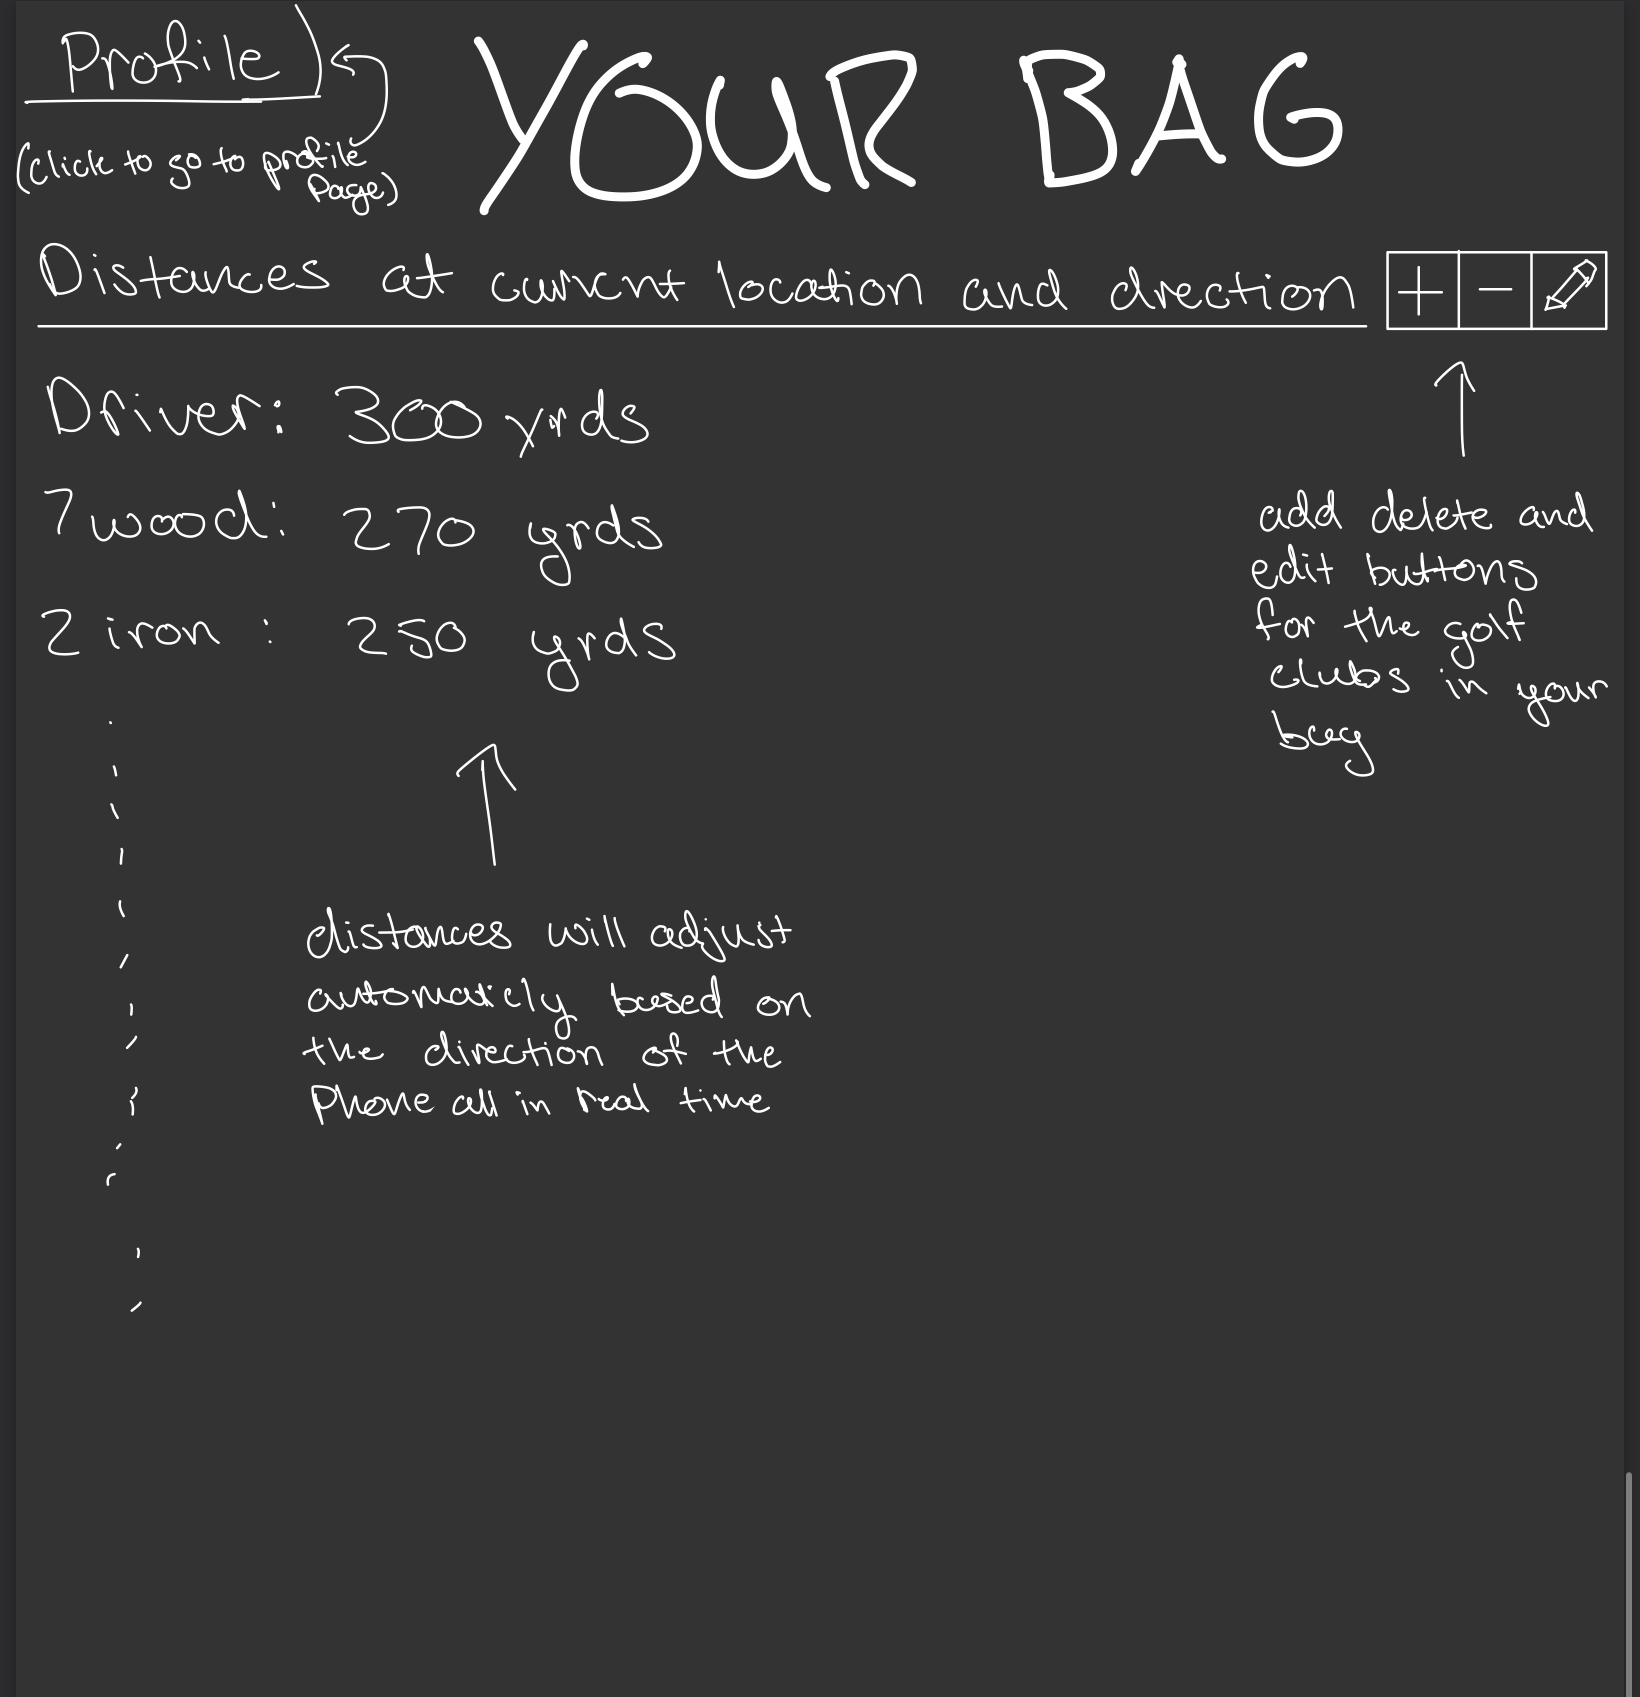 Profile
(click to go to profile
Page)
YOUR BAG
Distances at current location and drection
+ -
Driver: 300 yrds
7 wood: 270 yrds
2 iron : 250 yrds
add delete and
edit buttons
for the golf
clubs in your
bag
distances will adjust
automaticly based on
the direction of the
Phone all in real time